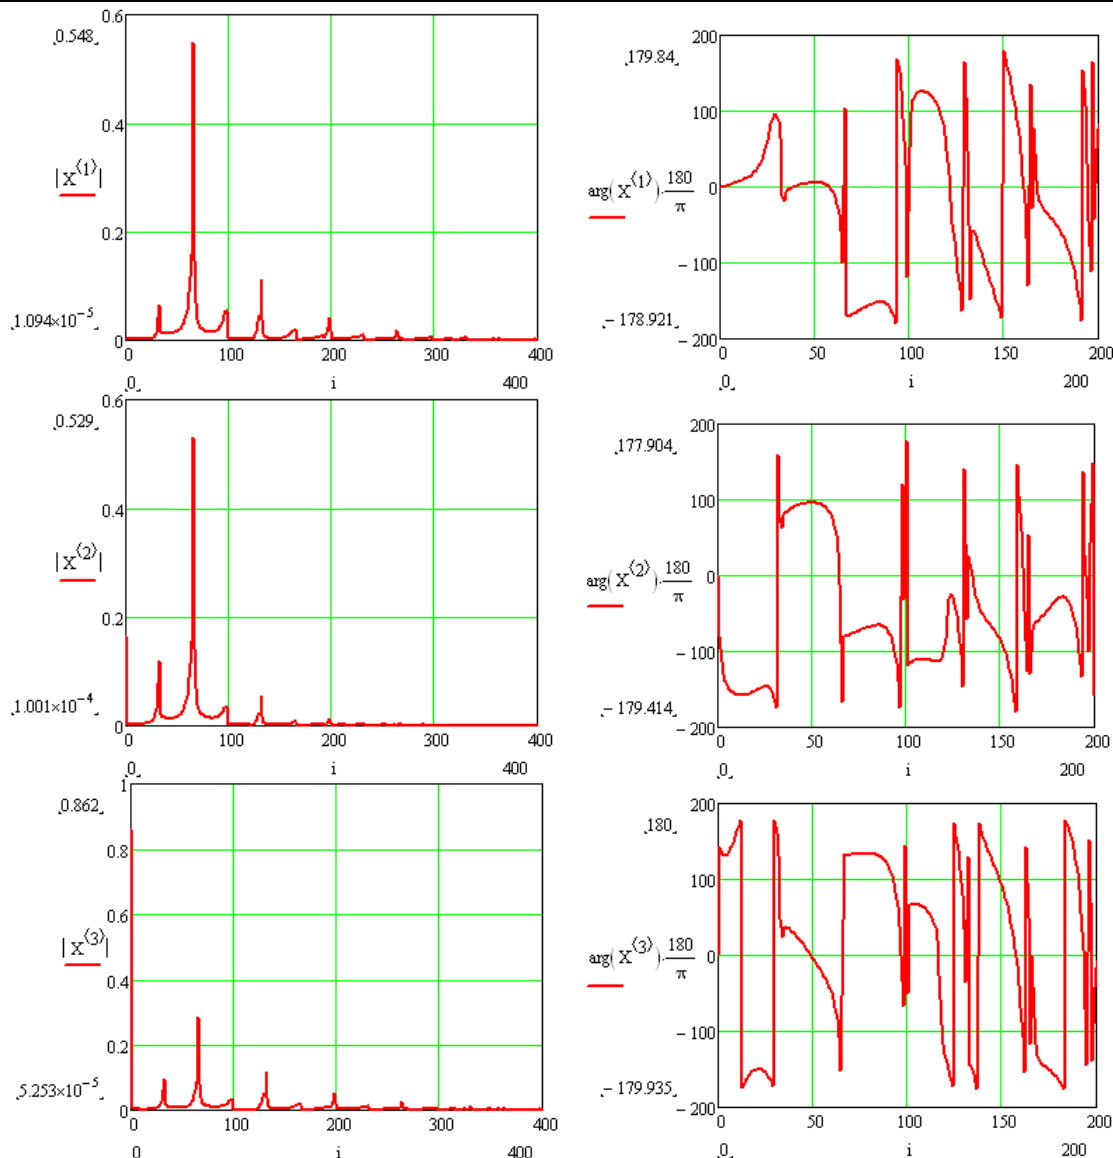 0.6
0.548
0.4
|X⟨1⟩|
0.2
1.094×10−5
0
0 100 200 300 400
0 i 400
200
179.84
100
arg(X⟨1⟩)·180/π
0
−100
−178.921
−200
0 50 100 150 200
0 i 200
0.6
0.529
0.4
|X⟨2⟩|
0.2
1.001×10−4
0
0 100 200 300 400
0 i 400
200
177.904
100
arg(X⟨2⟩)·180/π
0
−100
−179.414
−200
0 50 100 150 200
0 i 200
1
0.862
0.8
0.6
|X⟨3⟩|
0.4
0.2
5.253×10−5
0
0 100 200 300 400
0 i 400
200
180
100
arg(X⟨3⟩)·180/π
0
−100
−179.935
−200
0 50 100 150 200
0 i 200